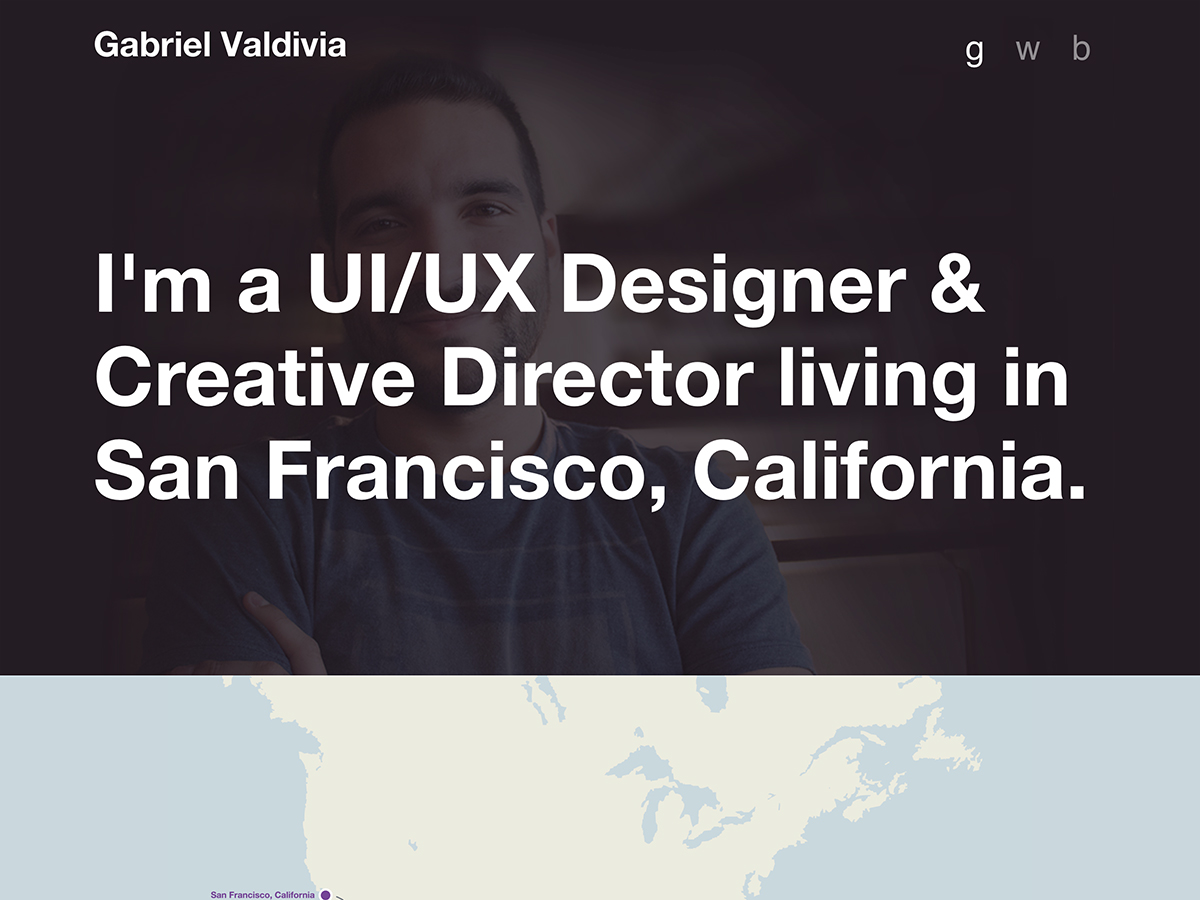 Gabriel Valdivia
g w b
I'm a UI/UX Designer &
Creative Director living in
San Francisco, California.
San Francisco, California